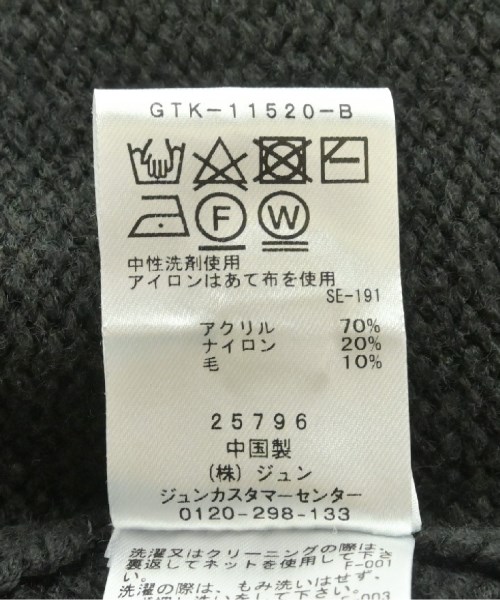 GTK-11520-B
F W
中性洗剤使用
アイロンはあて布を使用
SE-191
アクリル 70%
ナイロン 20%
毛 10%
25796
中国製
(株)ジュン
ジュンカスタマーセンター
0120-298-133
洗濯又はクリーニングの際は、
裏返してネットを使用して下さ
い。 F-001
洗濯の際は、もみ洗いはせず、